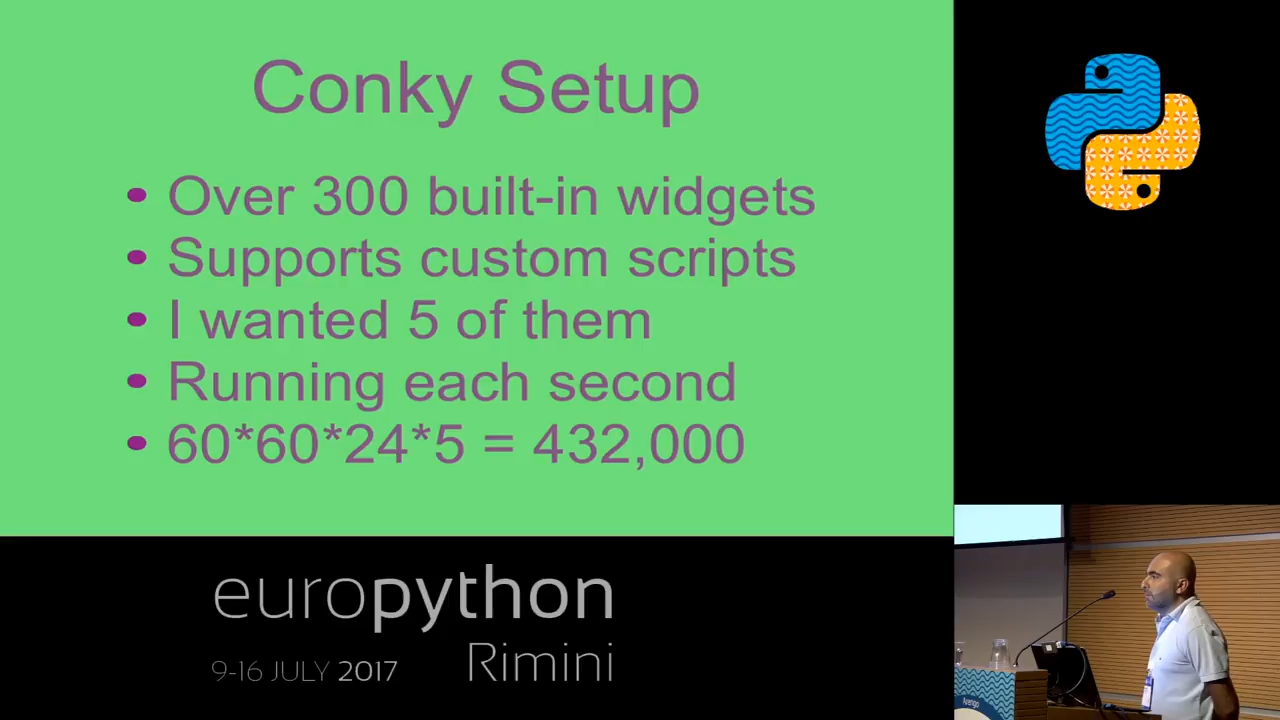 Conky Setup
• Over 300 built-in widgets
• Supports custom scripts
• I wanted 5 of them
• Running each second
• 60*60*24*5 = 432,000
europython
9-16 JULY 2017
Rimini
Arengo